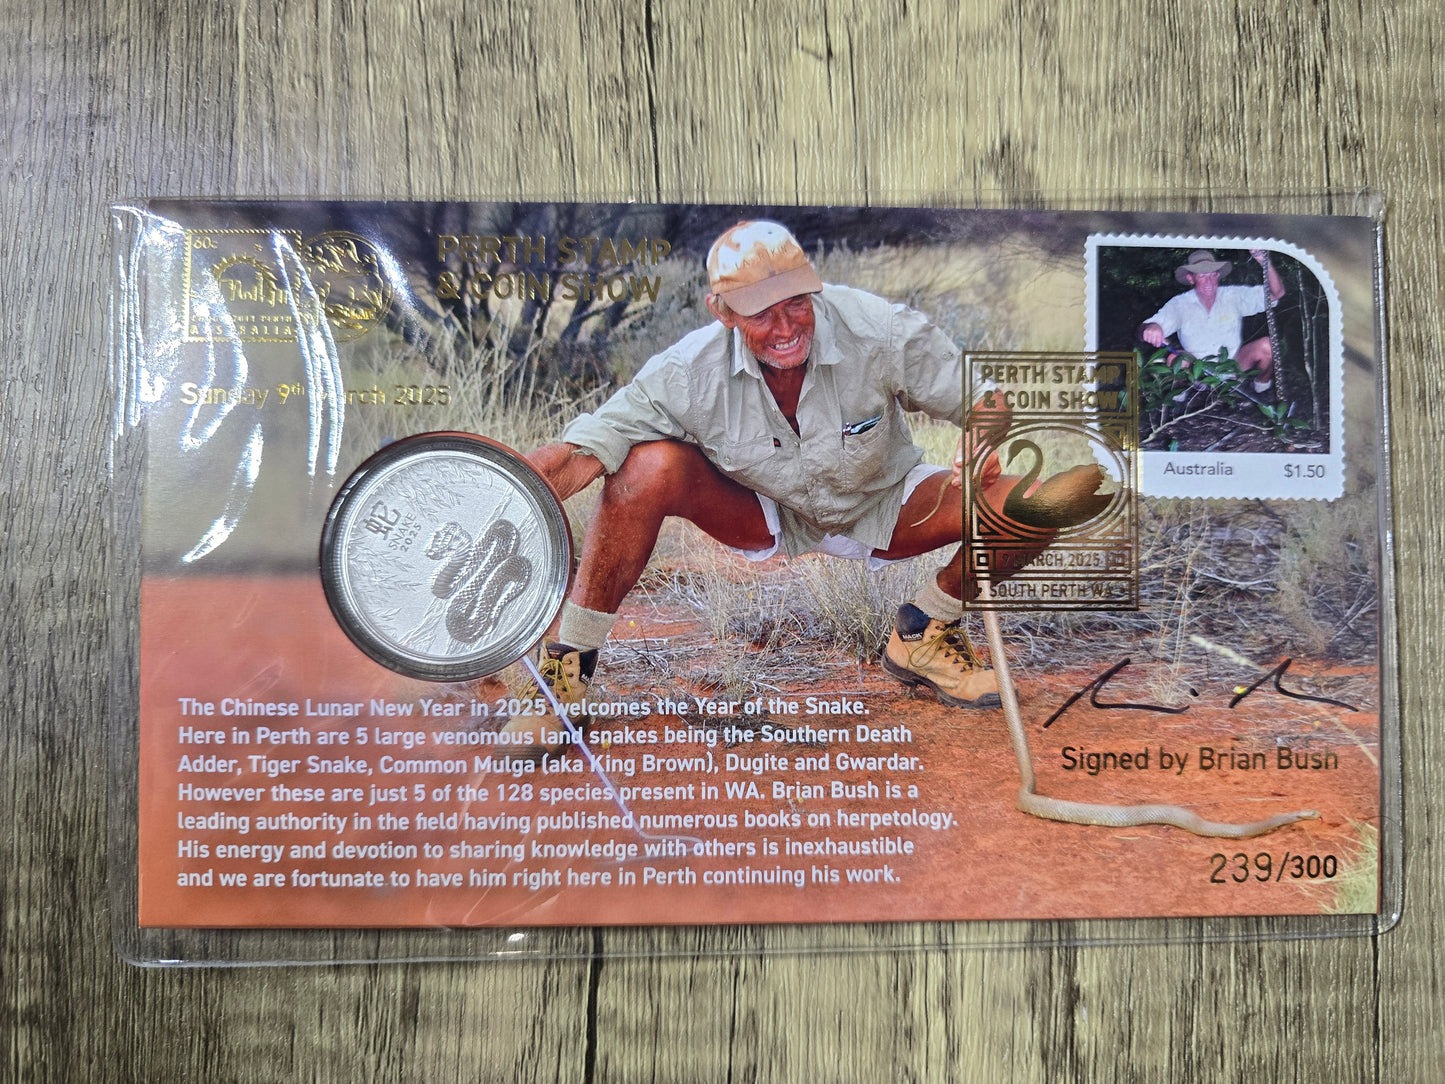 60c
AUSTRALIA
PERTH STAMP
& COIN SHOW
Sunday 9th March 2025
蛇
SNAKE
2025
PERTH STAMP
& COIN SHOW
9 MARCH 2025
SOUTH PERTH WA
Australia $1.50
The Chinese Lunar New Year in 2025 welcomes the Year of the Snake.
Here in Perth are 5 large venomous land snakes being the Southern Death
Adder, Tiger Snake, Common Mulga (aka King Brown), Dugite and Gwardar.
However these are just 5 of the 128 species present in WA. Brian Bush is a
leading authority in the field having published numerous books on herpetology.
His energy and devotion to sharing knowledge with others is inexhaustible
and we are fortunate to have him right here in Perth continuing his work.
Signed by Brian Bush
239/300